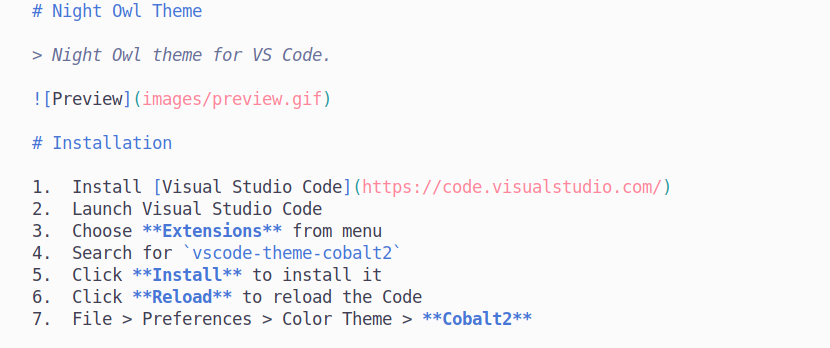 # Night Owl Theme
> Night Owl theme for VS Code.
![Preview](images/preview.gif)
# Installation
1.  Install [Visual Studio Code](https://code.visualstudio.com/)
2.  Launch Visual Studio Code
3.  Choose **Extensions** from menu
4.  Search for `vscode-theme-cobalt2`
5.  Click **Install** to install it
6.  Click **Reload** to reload the Code
7.  File > Preferences > Color Theme > **Cobalt2**